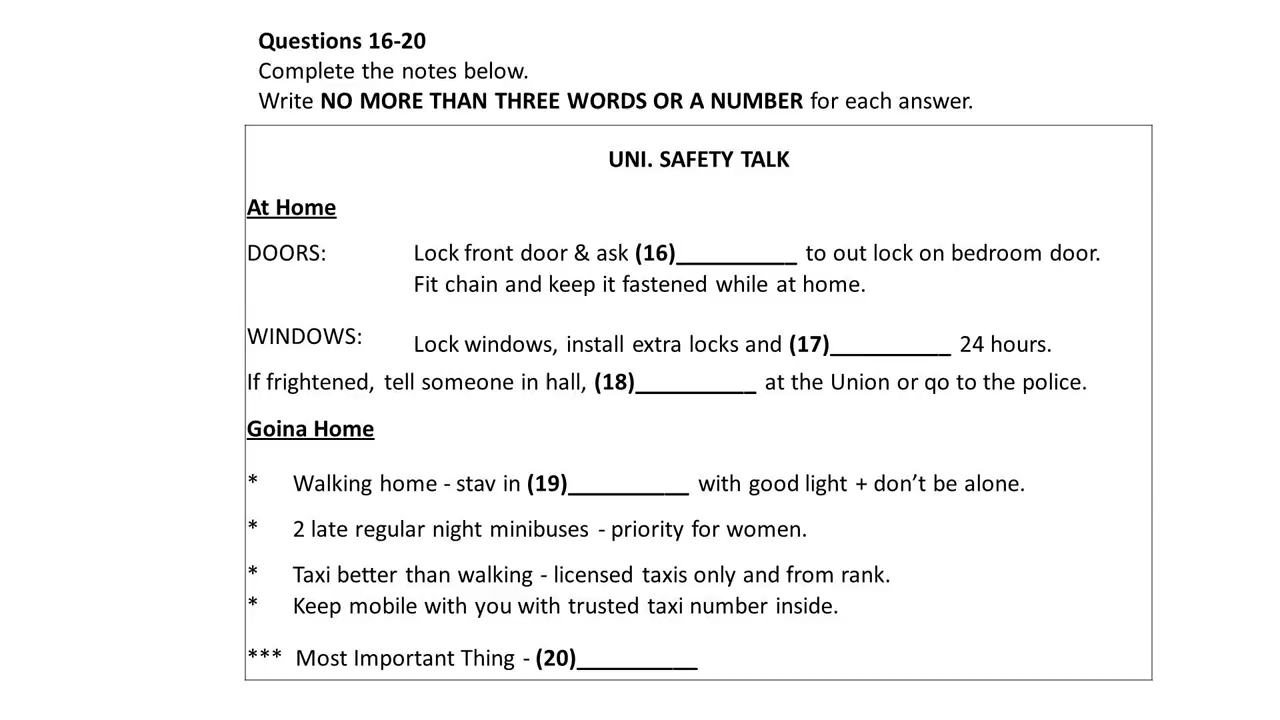 Questions 16-20
Complete the notes below.
Write NO MORE THAN THREE WORDS OR A NUMBER for each answer.
UNI. SAFETY TALK
At Home
DOORS: Lock front door & ask (16)__________ to out lock on bedroom door.
Fit chain and keep it fastened while at home.
WINDOWS: Lock windows, install extra locks and (17)__________ 24 hours.
If frightened, tell someone in hall, (18)__________ at the Union or qo to the police.
Goina Home
* Walking home - stav in (19)__________ with good light + don’t be alone.
* 2 late regular night minibuses - priority for women.
* Taxi better than walking - licensed taxis only and from rank.
* Keep mobile with you with trusted taxi number inside.
*** Most Important Thing - (20)__________